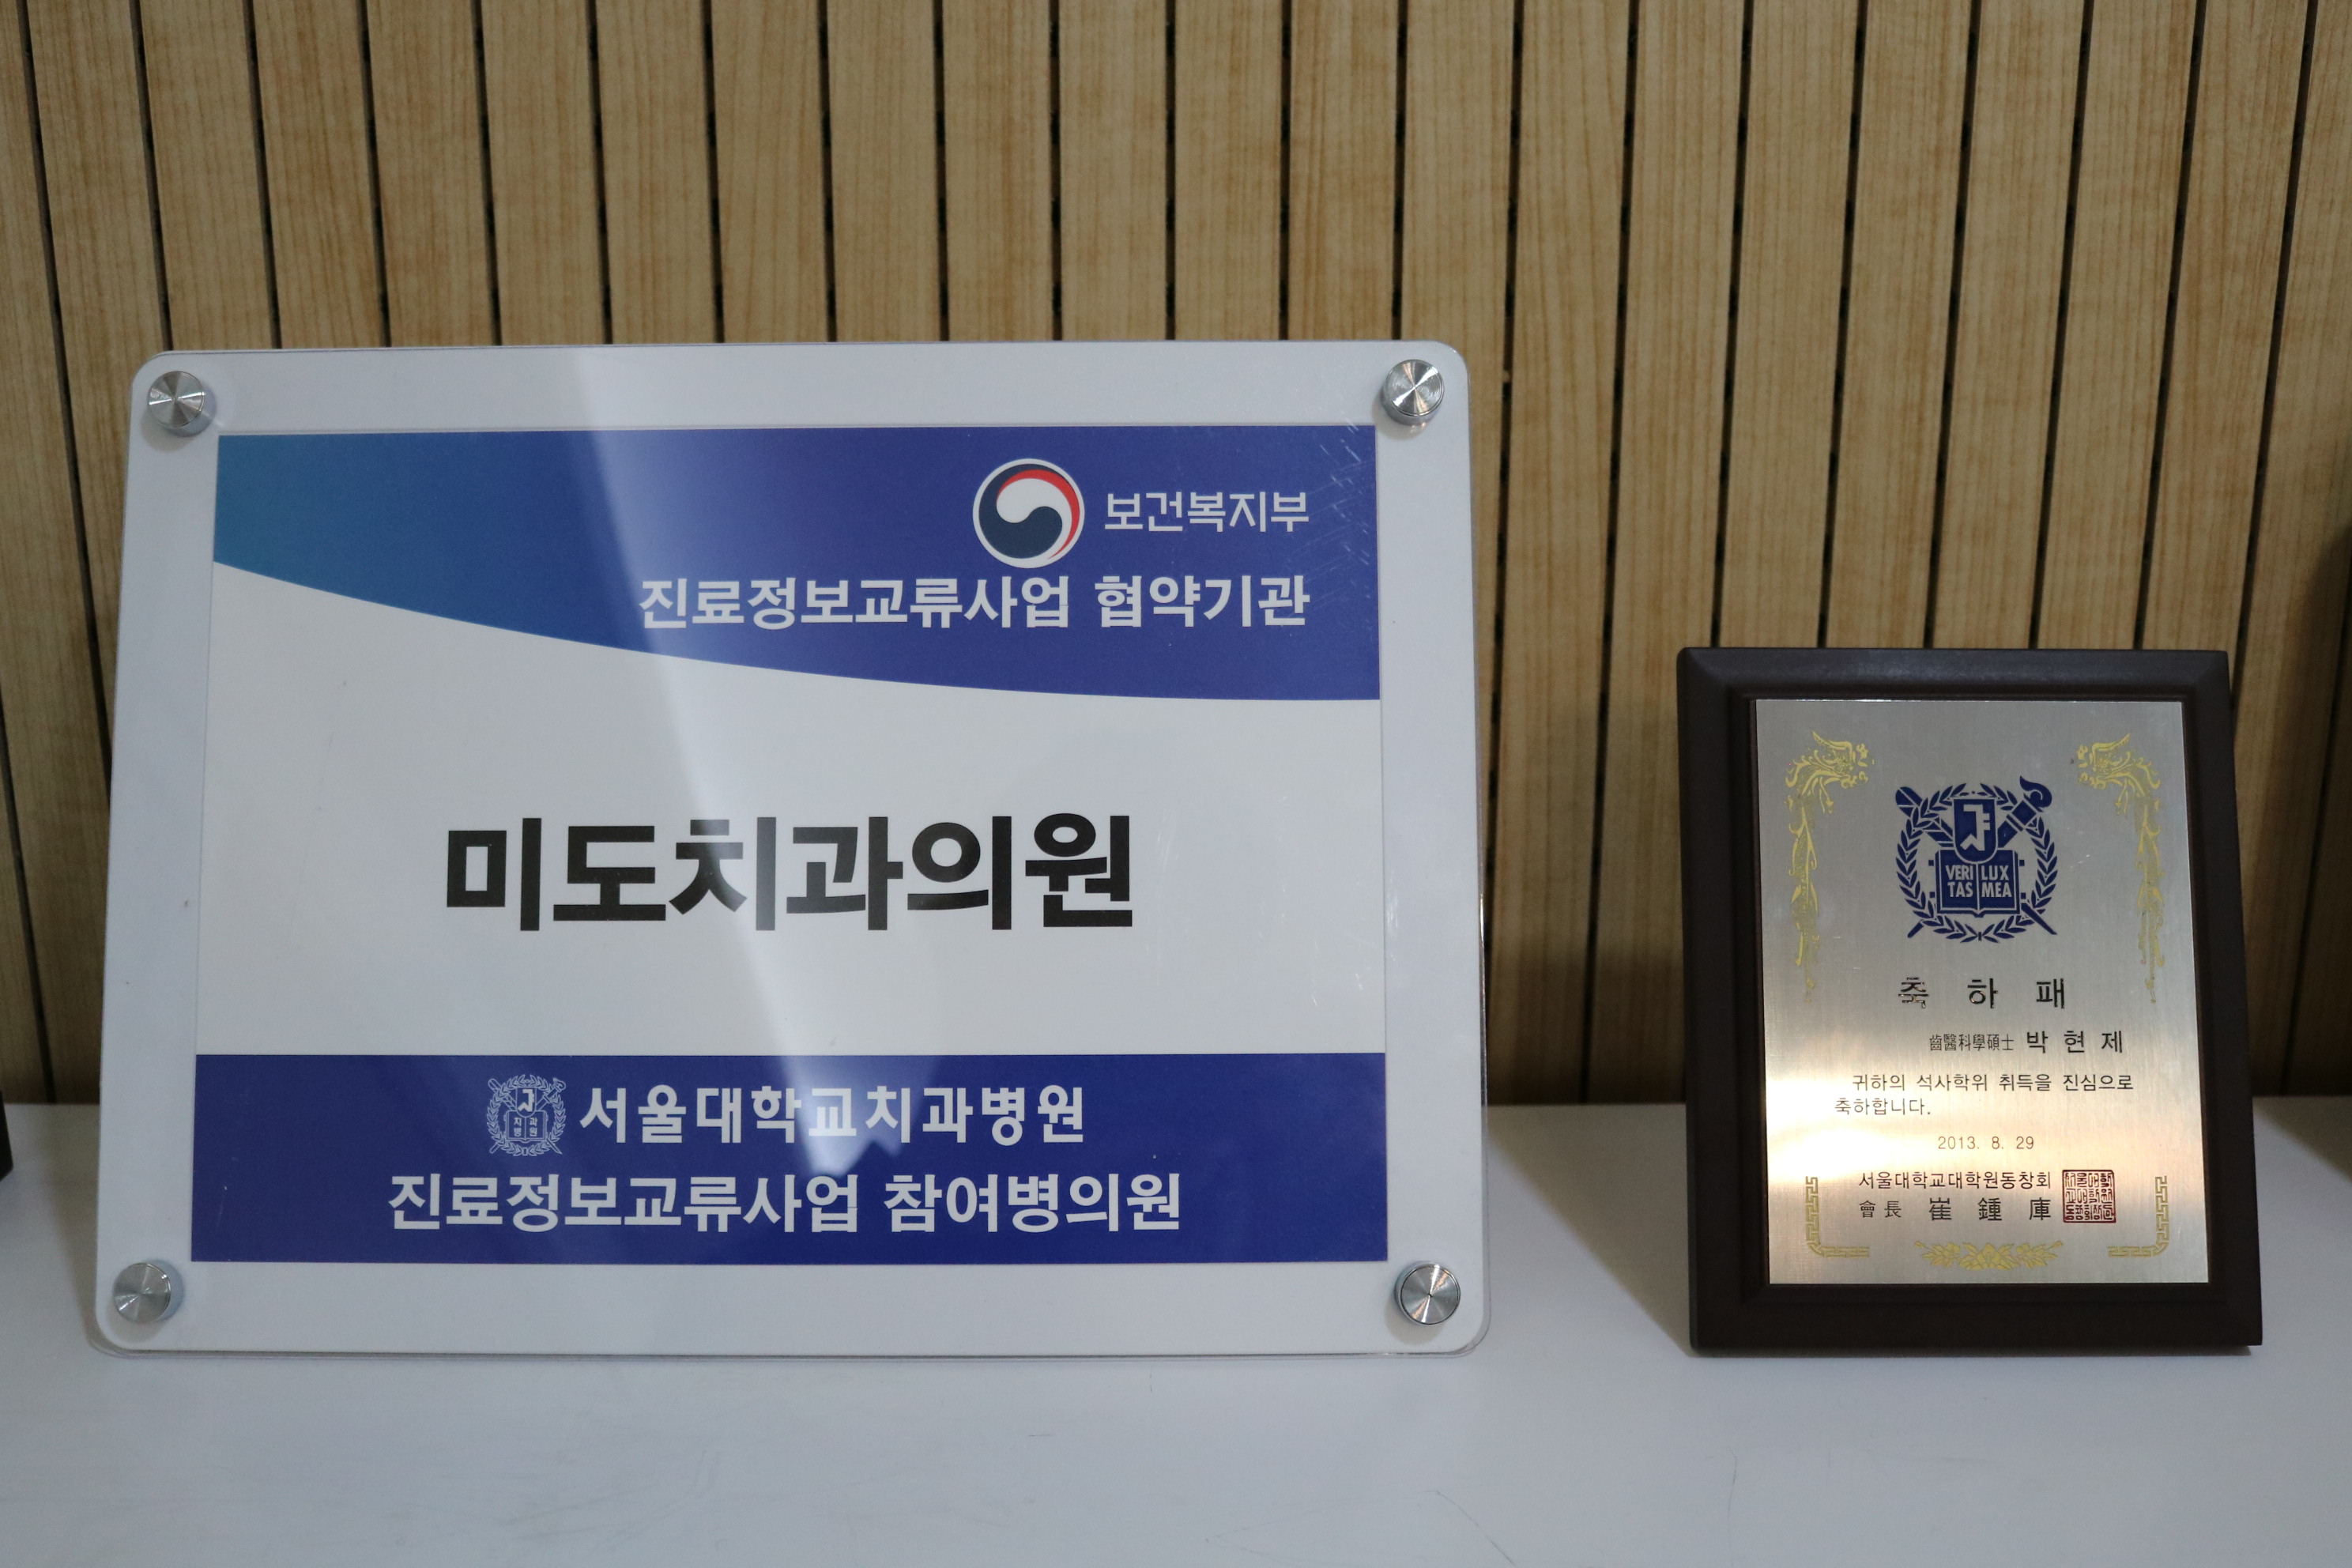 보건복지부
진료정보교류사업 협약기관
미도치과의원
치과
병원
서울대학교치과병원
진료정보교류사업 참여병의원
VERI LUX
TAS MEA
축하패
齒醫科學碩士 박현제
귀하의 석사학위 취득을 진심으로
축하합니다.
2013. 8. 29
서울대학교대학원동창회
會長 崔鍾庫